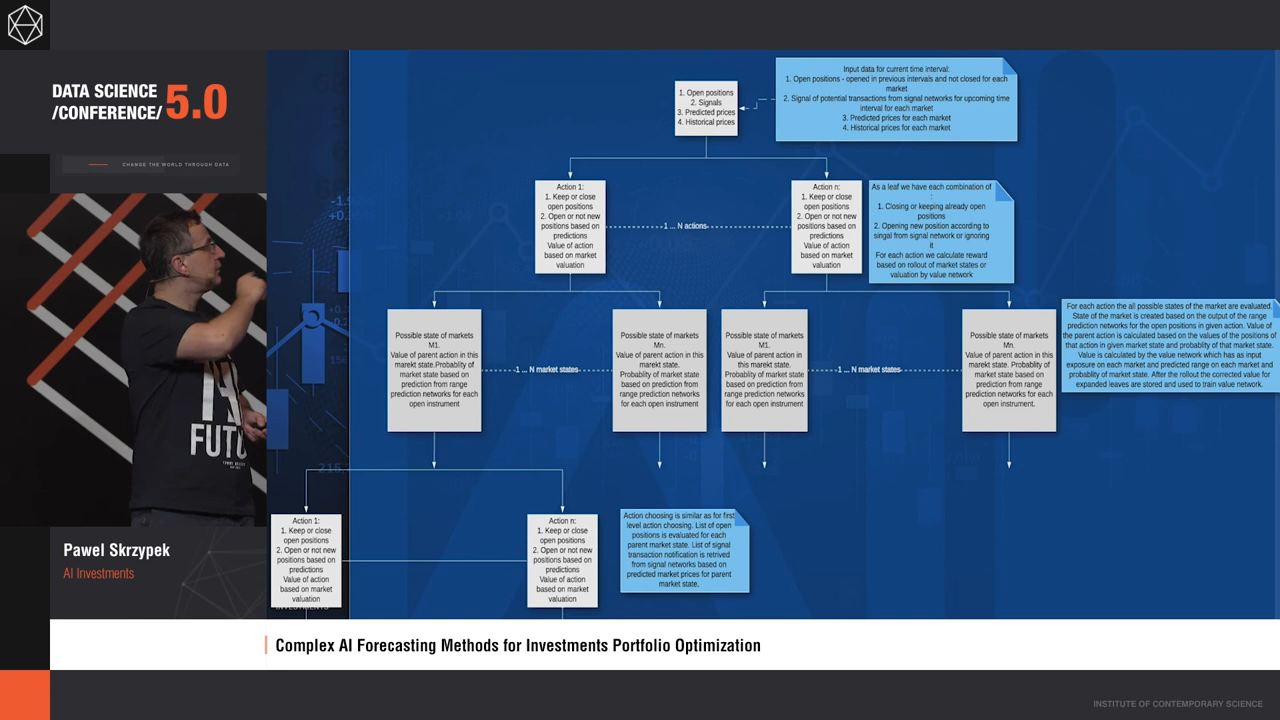 DATA SCIENCE
/CONFERENCE/ 5.0
CHANGE THE WORLD THROUGH DATA
FUTU
Pawel Skrzypek
AI Investments
1. Open positions
2. Signals
3. Predicted prices
4. Historical prices
Input data for current time interval:
1. Open positions - opened in previous intervals and not closed for each
market
2. Signal of potential transactions from signal networks for upcoming time
interval for each market
3. Predicted prices for each market
4. Historical prices for each market
Action 1:
1. Keep or close
open positions
2. Open or not new
positions based on
predictions
Value of action
based on market
valuation
1 ... N actions
Action n:
1. Keep or close
open positions
2. Open or not new
positions based on
predictions
Value of action
based on market
valuation
As a leaf we have each combination of
:
1. Closing or keeping already open
positions
2. Opening new position according to
singal from signal network or ignoring
it
For each action we calculate reward
based on rollout of market states or
valuation by value network
Possible state of markets
M1.
Value of parent action in this
marekt state.Probability of
market state based on
prediction from range
prediction networks for each
open instrument
1 ... N market states
Possible state of markets
Mn.
Value of parent action in this
marekt state.
Probablity of market state
based on prediction from
range prediction networks
for each open instrument
Possible state of markets
M1.
Value of parent action in this
marekt state.
Probablity of market state
based on prediction from
range prediction networks
for each open instrument
1 ... N market states
Possible state of markets
Mn.
Value of parent action in this
marekt state. Probablity of
market state based on
prediction from range
prediction networks for each
open instrument.
For each action the all possible states of the market are evaluated.
State of the market is created based on the output of the range
prediction networks for the open positions in given action. Value of
the parent action is calculated based on the values of the positions of
that action in given market state and probablity of that market state.
Value is calculated by the value network which has as input
exposure on each market and predicted range on each market and
probablity of market state. After the rollout the corrected value for
expanded leaves are stored and used to train value network.
Action 1:
1. Keep or close
open positions
2. Open or not new
positions based on
predictions
Value of action
based on market
valuation
Action n:
1. Keep or close
open positions
2. Open or not new
positions based on
predictions
Value of action
based on market
valuation
Action choosing is similar as for first
level action choosing. List of open
positions is evaluated for each
parent market state. List of signal
transaction notification is retrived
from signal networks based on
predicted market prices for parent
market state.
Complex AI Forecasting Methods for Investments Portfolio Optimization
INSTITUTE OF CONTEMPORARY SCIENCE